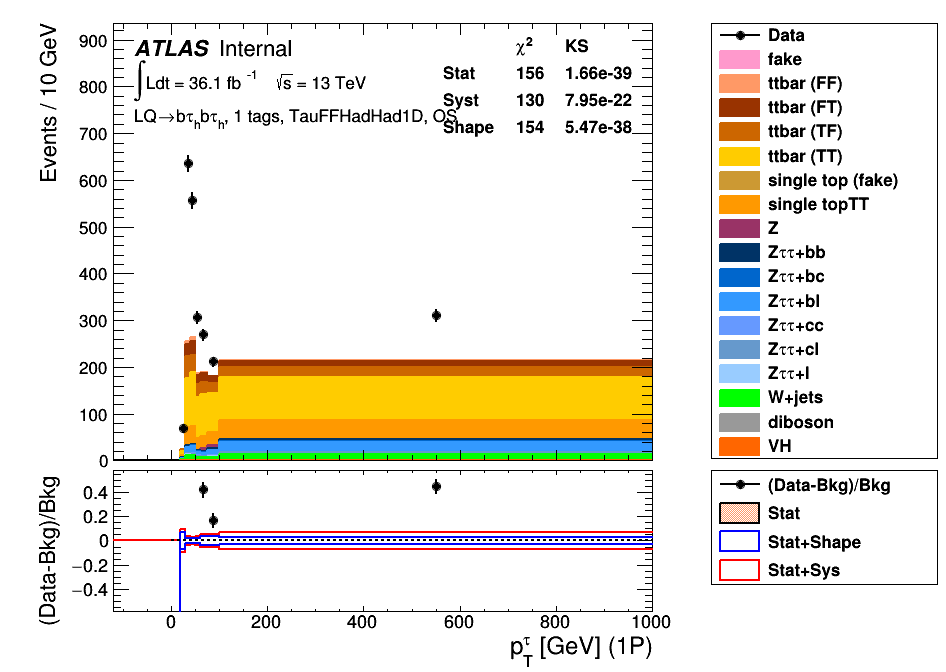 ATLAS Internal
∫Ldt = 36.1 fb⁻¹ √s = 13 TeV
LQ→bτₕbτₕ, 1 tags, TauFFHadHad1D, OS
χ² KS
Stat 156 1.66e-39
Syst 130 7.95e-22
Shape 154 5.47e-38
Events / 10 GeV
900
800
700
600
500
400
300
200
100
0
(Data-Bkg)/Bkg
0.4
0.2
0
−0.2
−0.4
0 200 400 600 800 1000
p_T^τ [GeV] (1P)
Data
fake
ttbar (FF)
ttbar (FT)
ttbar (TF)
ttbar (TT)
single top (fake)
single topTT
Z
Zττ+bb
Zττ+bc
Zττ+bl
Zττ+cc
Zττ+cl
Zττ+l
W+jets
diboson
VH
(Data-Bkg)/Bkg
Stat
Stat+Shape
Stat+Sys